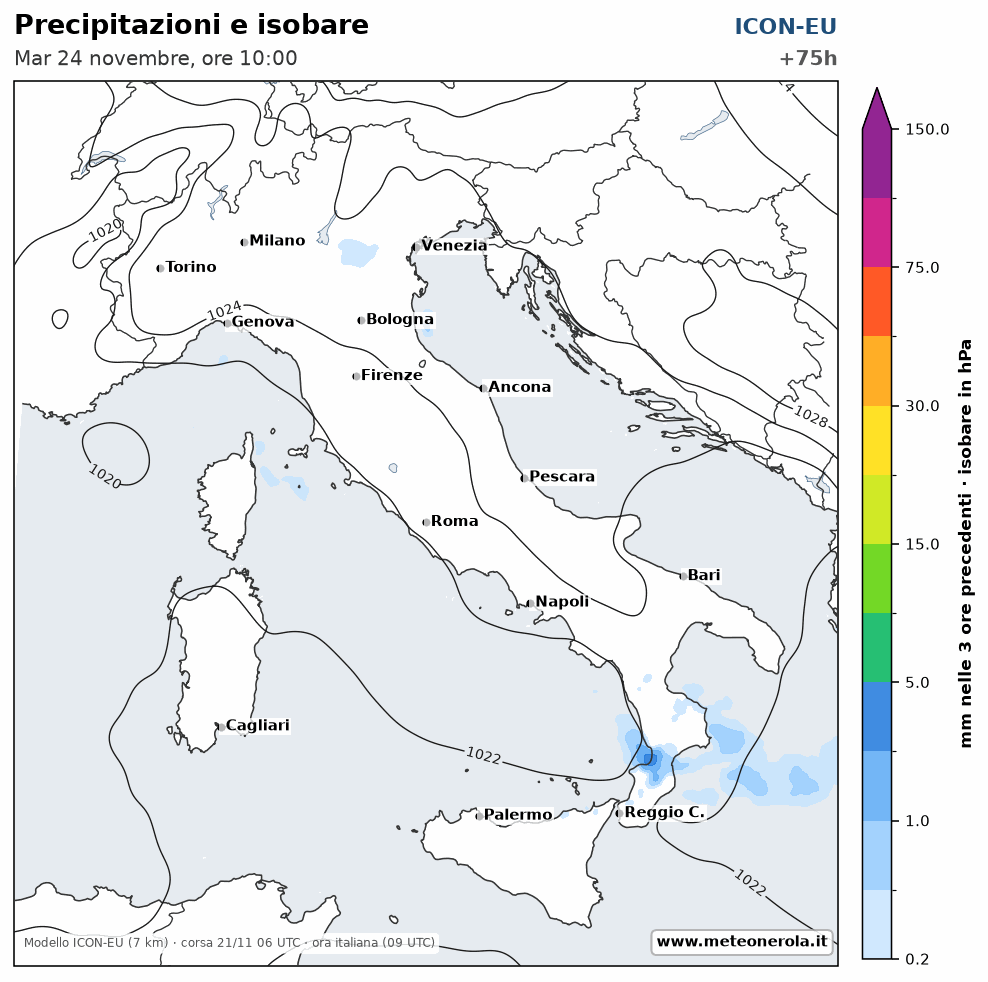 Precipitazioni e isobare
ICON-EU
Mar 24 novembre, ore 10:00
+75h
150.0
75.0
30.0
15.0
5.0
1.0
0.2
mm nelle 3 ore precedenti · isobare in hPa
4
1020
Milano
Venezia
Torino
1024
Genova
Bologna
Firenze
Ancona
1028
1020
Pescara
Roma
Bari
Napoli
Cagliari
1022
Palermo
Reggio C.
1022
Modello ICON-EU (7 km) · corsa 21/11 06 UTC · ora italiana (09 UTC)
www.meteonerola.it